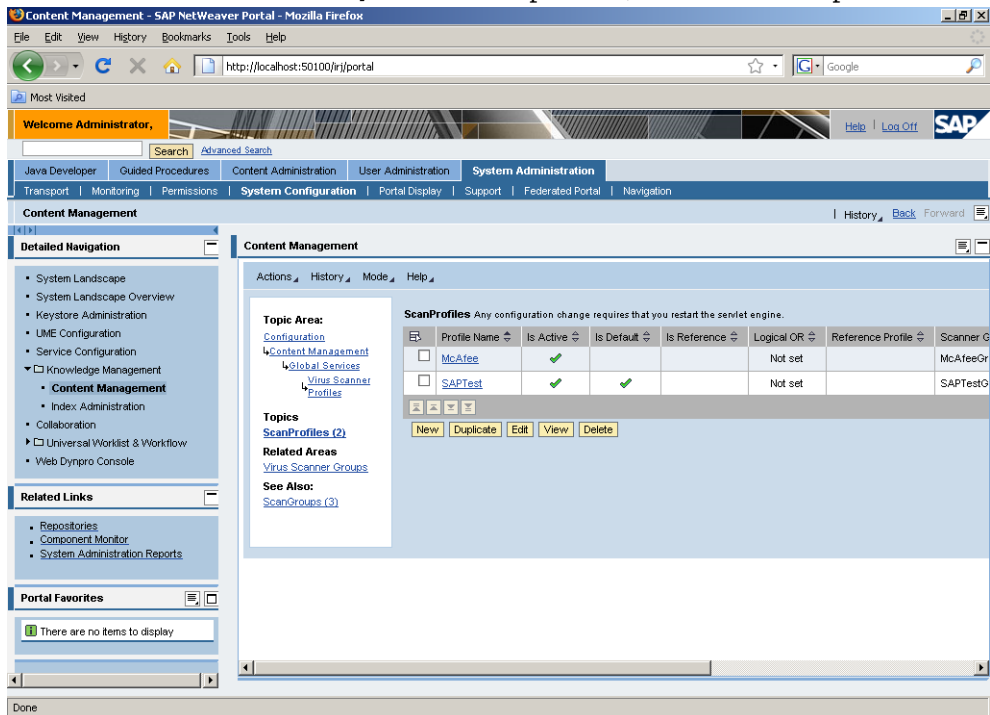 Content Management - SAP NetWeaver Portal - Mozilla Firefox
File Edit View History Bookmarks Tools Help
http://localhost:50100/irj/portal
Google
Most Visited
Welcome Administrator,
Help | Log Off
SAP
Search Advanced Search
Java Developer Guided Procedures Content Administration User Administration System Administration
Transport | Monitoring | Permissions | System Configuration | Portal Display | Support | Federated Portal | Navigation
Content Management
| History Back Forward
Detailed Navigation
System Landscape
System Landscape Overview
Keystore Administration
UME Configuration
Service Configuration
Knowledge Management
Content Management
Index Administration
Collaboration
Universal Worklist & Workflow
Web Dynpro Console
Related Links
Repositories
Component Monitor
System Administration Reports
Portal Favorites
There are no items to display
Content Management
Actions History Mode Help
Topic Area:
Configuration
Content Management
Global Services
Virus Scanner
Profiles
Topics
ScanProfiles (2)
Related Areas
Virus Scanner Groups
See Also:
ScanGroups (3)
ScanProfiles Any configuration change requires that you restart the servlet engine.
Profile Name Is Active Is Default Is Reference Logical OR Reference Profile Scanner G
McAfee Not set McAfeeGr
SAPTest Not set SAPTestG
New Duplicate Edit View Delete
Done